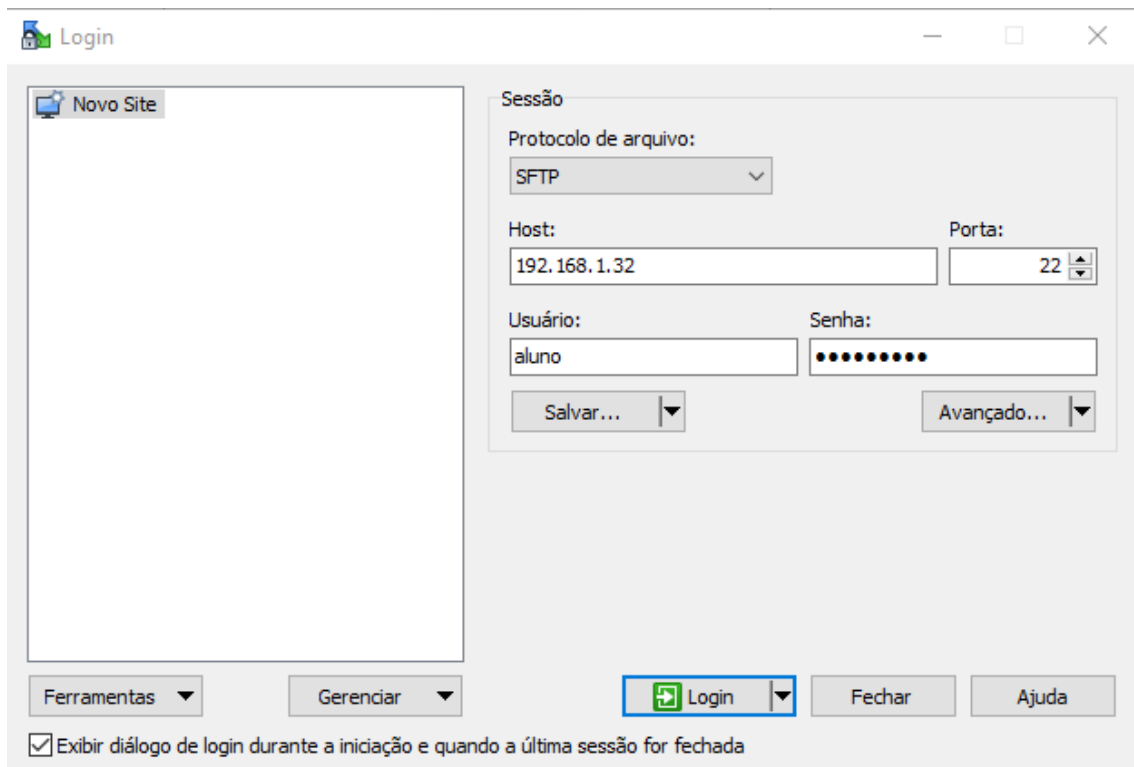 Login
Novo Site
Sessão
Protocolo de arquivo:
SFTP
Host:
Porta:
192.168.1.32
22
Usuário:
Senha:
aluno
•••••••••
Salvar...
Avançado...
Ferramentas
Gerenciar
Login
Fechar
Ajuda
Exibir diálogo de login durante a iniciação e quando a última sessão for fechada